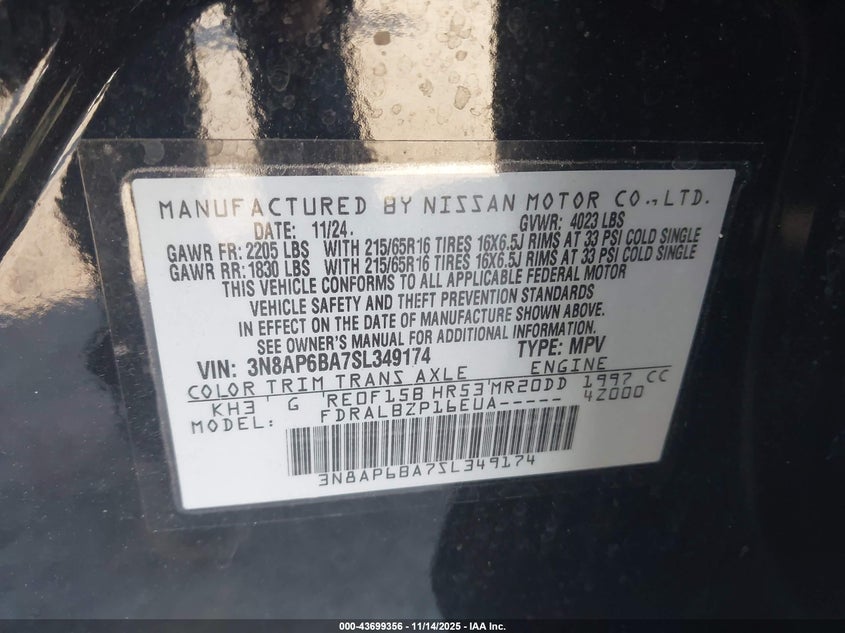 MANUFACTURED BY NISSAN MOTOR CO., LTD.
DATE: 11/24. GVWR: 4023 LBS
GAWR FR: 2205 LBS WITH 215/65R16 TIRES 16X6.5J RIMS AT 33 PSI COLD SINGLE
GAWR RR: 1830 LBS WITH 215/65R16 TIRES 16X6.5J RIMS AT 33 PSI COLD SINGLE
THIS VEHICLE CONFORMS TO ALL APPLICABLE FEDERAL MOTOR
VEHICLE SAFETY AND THEFT PREVENTION STANDARDS
IN EFFECT ON THE DATE OF MANUFACTURE SHOWN ABOVE.
SEE OWNER'S MANUAL FOR ADDITIONAL INFORMATION.
VIN: 3N8AP6BA7SL349174 TYPE: MPV
COLOR TRIM TRANS AXLE ENGINE
KH3 G RE0F15B HR53 MR20DD 1997 CC
MODEL: FDRALBZP16EUA----- 4Z000
3N8AP6BA7SL349174
000-43699356 - 11/14/2025 - IAA Inc.